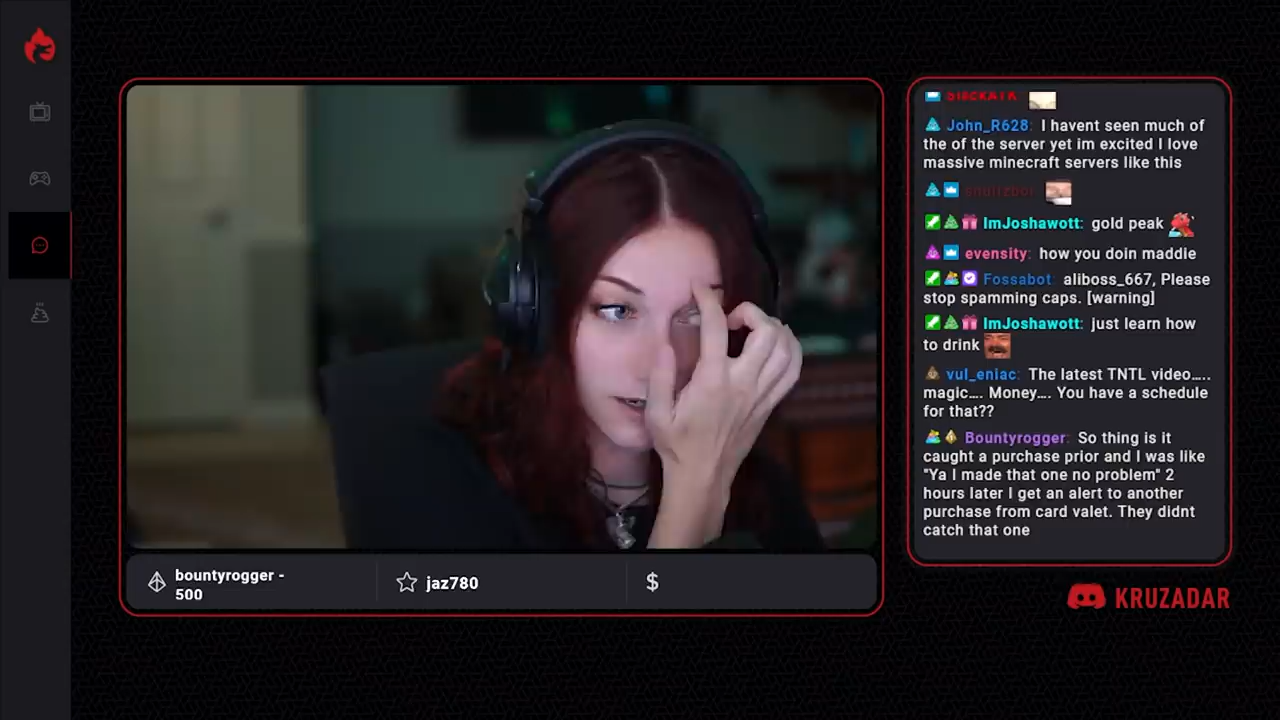 John_R628: I havent seen much of
the of the server yet im excited I love
massive minecraft servers like this
ImJoshawott: gold peak
evensity: how you doin maddie
Fossabot: aliboss_667, Please
stop spamming caps. [warning]
ImJoshawott: just learn how
to drink
vul_eniac: The latest TNTL video.....
magic.... Money.... You have a schedule
for that??
Bountyrogger: So thing is it
caught a purchase prior and I was like
"Ya I made that one no problem" 2
hours later I get an alert to another
purchase from card valet. They didnt
catch that one
bountyrogger -
500
jaz780
$
KRUZADAR